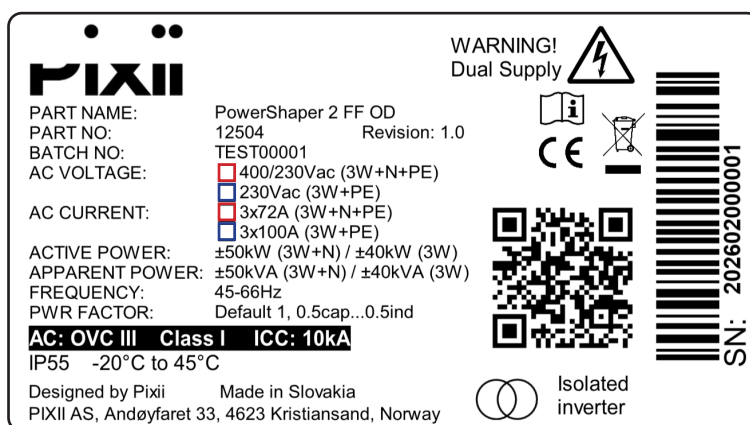 Pixii
WARNING!
Dual Supply
PART NAME: PowerShaper 2 FF OD
PART NO: 12504 Revision: 1.0
BATCH NO: TEST00001
AC VOLTAGE: 400/230Vac (3W+N+PE)
230Vac (3W+PE)
AC CURRENT: 3x72A (3W+N+PE)
3x100A (3W+PE)
ACTIVE POWER: ±50kW (3W+N) / ±40kW (3W)
APPARENT POWER: ±50kVA (3W+N) / ±40kVA (3W)
FREQUENCY: 45-66Hz
PWR FACTOR: Default 1, 0.5cap...0.5ind
AC: OVC III Class I ICC: 10kA
IP55 -20°C to 45°C
Designed by Pixii Made in Slovakia
PIXII AS, Andøyfaret 33, 4623 Kristiansand, Norway
i
CE
Isolated
inverter
SN: 202602000001